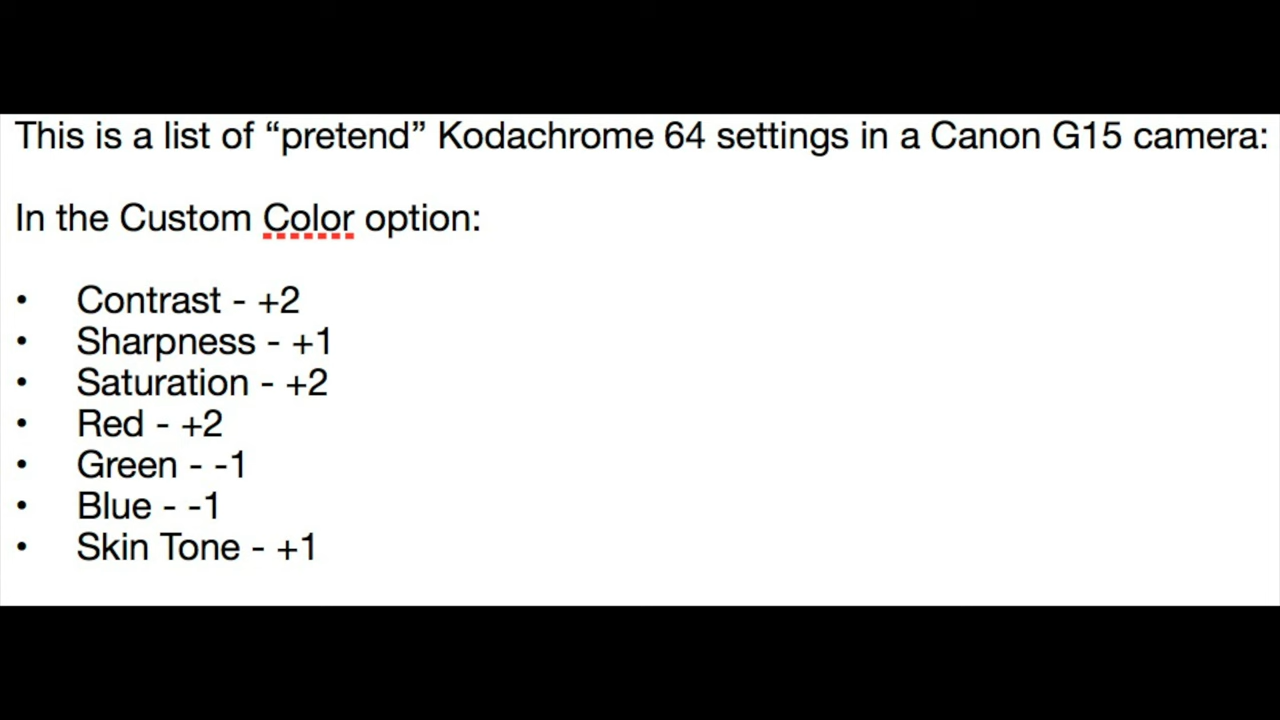 This is a list of “pretend” Kodachrome 64 settings in a Canon G15 camera:
In the Custom Color option:
• Contrast - +2
• Sharpness - +1
• Saturation - +2
• Red - +2
• Green - -1
• Blue - -1
• Skin Tone - +1